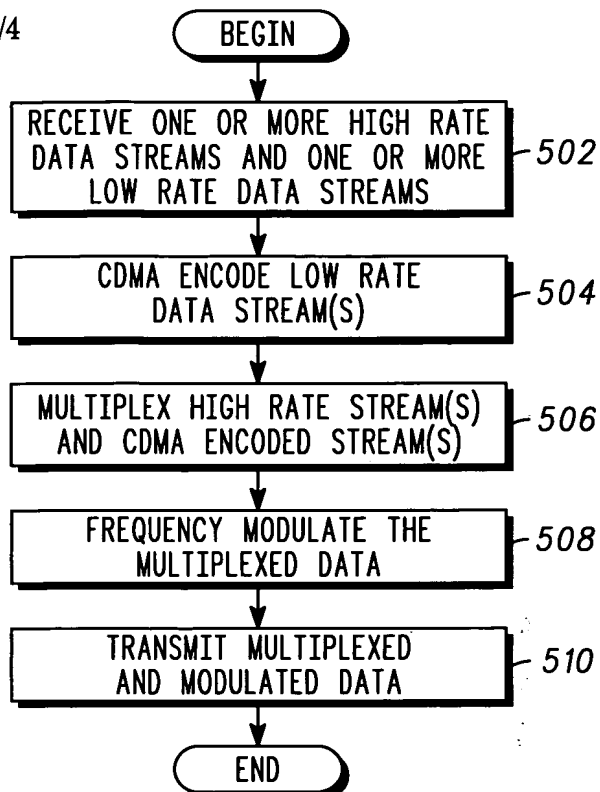 /4
BEGIN
RECEIVE ONE OR MORE HIGH RATE
DATA STREAMS AND ONE OR MORE
LOW RATE DATA STREAMS
502
CDMA ENCODE LOW RATE
DATA STREAM(S)
504
MULTIPLEX HIGH RATE STREAM(S)
AND CDMA ENCODED STREAM(S)
506
FREQUENCY MODULATE THE
MULTIPLEXED DATA
508
TRANSMIT MULTIPLEXED
AND MODULATED DATA
510
END